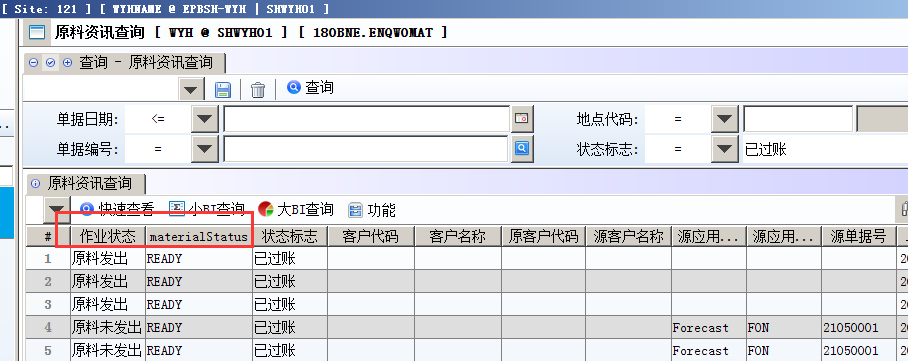 [ Site: 121 ] [ WYHNAME @ EPBSH-WYH | SHWYH01 ]
原料资讯查询 [ WYH @ SHWYH01 ] [ 180BNE.ENQWOMAT ]
查询 - 原料资讯查询
查询
单据日期: <= 地点代码: =
单据编号: = 状态标志: = 已过账
原料资讯查询
快速查看 小BI查询 大BI查询 功能
# 作业状态 materialStatus 状态标志 客户代码 客户名称 原客户代码 源客户名称 源应用... 源应用... 源单据号
1 原料发出 READY 已过账
2 原料发出 READY 已过账
3 原料发出 READY 已过账
4 原料未发出 READY 已过账 Forecast FON 21050001
5 原料未发出 READY 已过账 Forecast FON 21050001